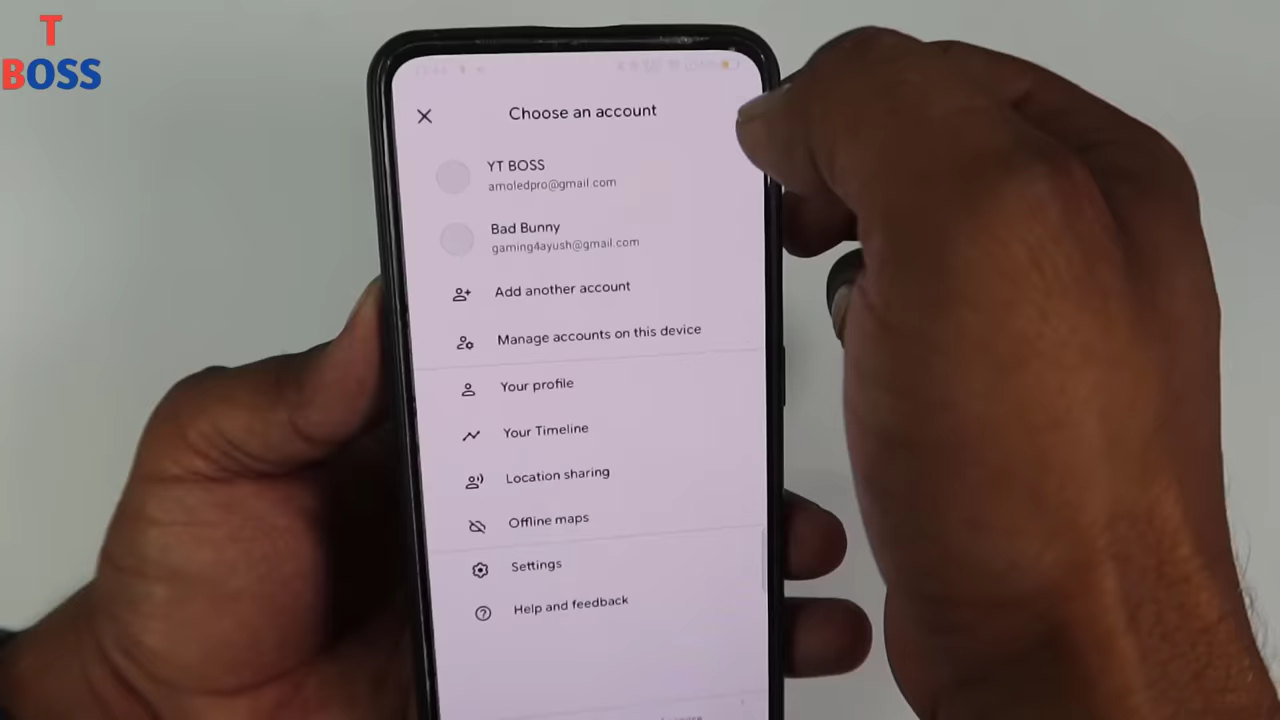 T
BOSS
Choose an account
YT BOSS
amoledpro@gmail.com
Bad Bunny
gaming4ayush@gmail.com
Add another account
Manage accounts on this device
Your profile
Your Timeline
Location sharing
Offline maps
Settings
Help and feedback